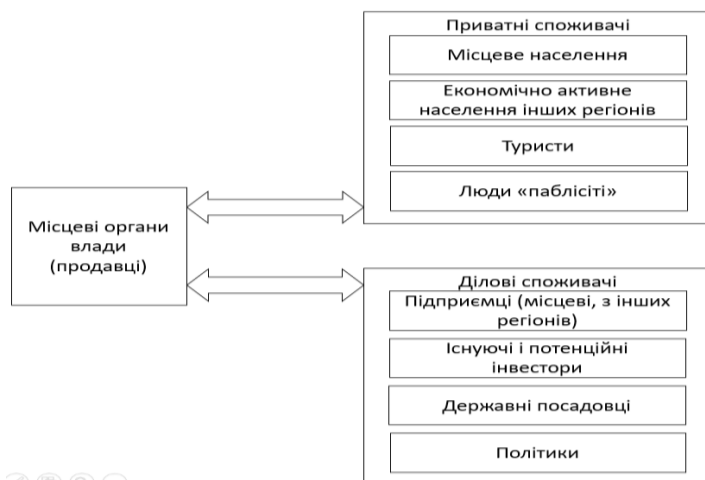 Приватні споживачі
Місцеве населення
Економічно активне
населення інших регіонів
Туристи
Люди «паблісіті»
Місцеві органи
влади
(продавці)
Ділові споживачі
Підприємці (місцеві, з інших
регіонів)
Існуючі і потенційні
інвестори
Державні посадовці
Політики